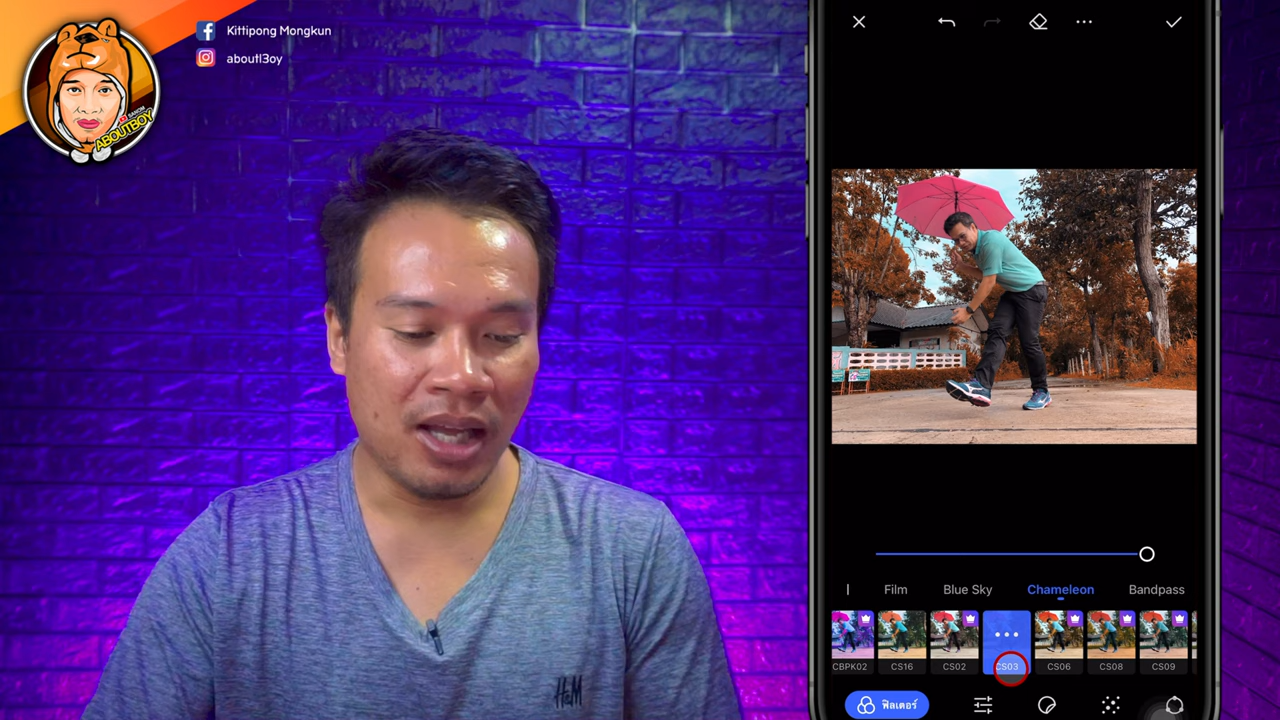 Kittipong Mongkun
aboutl3oy
SANOM
ABOUTBOY
H&M
Film
Blue Sky
Chameleon
Bandpass
CBPK02
CS16
CS02
CS03
CS06
CS08
CS09
ฟิลเตอร์